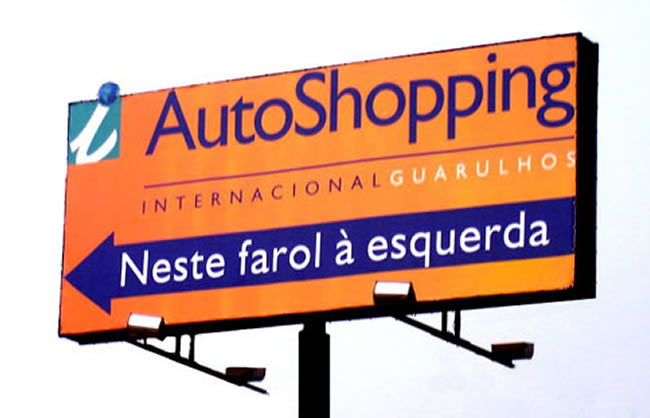 i AutoShopping
INTERNACIONAL GUARULHOS
Neste farol à esquerda